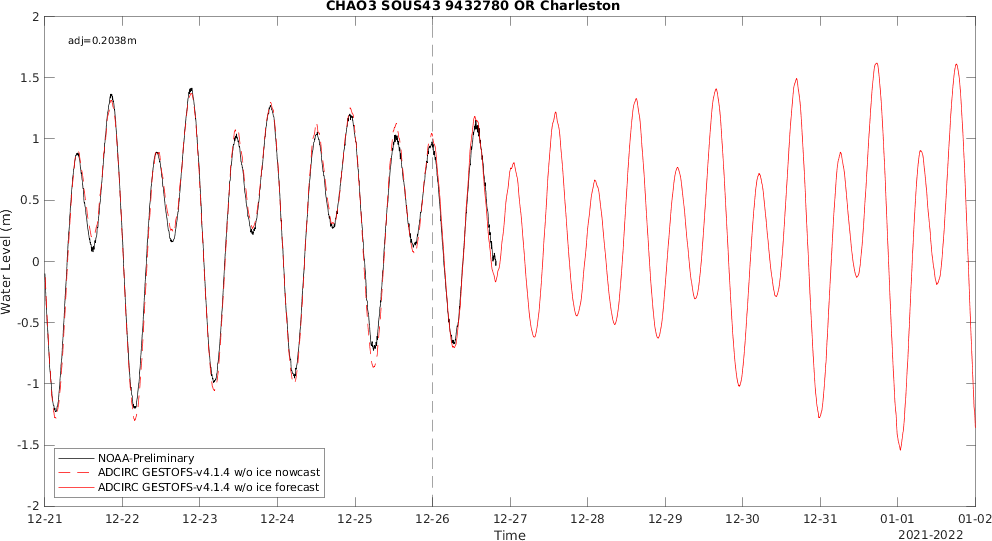 CHAO3 SOUS43 9432780 OR Charleston
adj=0.2038m
2
1.5
1
0.5
0
-0.5
-1
-1.5
-2
Water Level (m)
NOAA-Preliminary
ADCIRC GESTOFS-v4.1.4 w/o ice nowcast
ADCIRC GESTOFS-v4.1.4 w/o ice forecast
12-21 12-22 12-23 12-24 12-25 12-26 12-27 12-28 12-29 12-30 12-31 01-01 01-02
Time
2021-2022